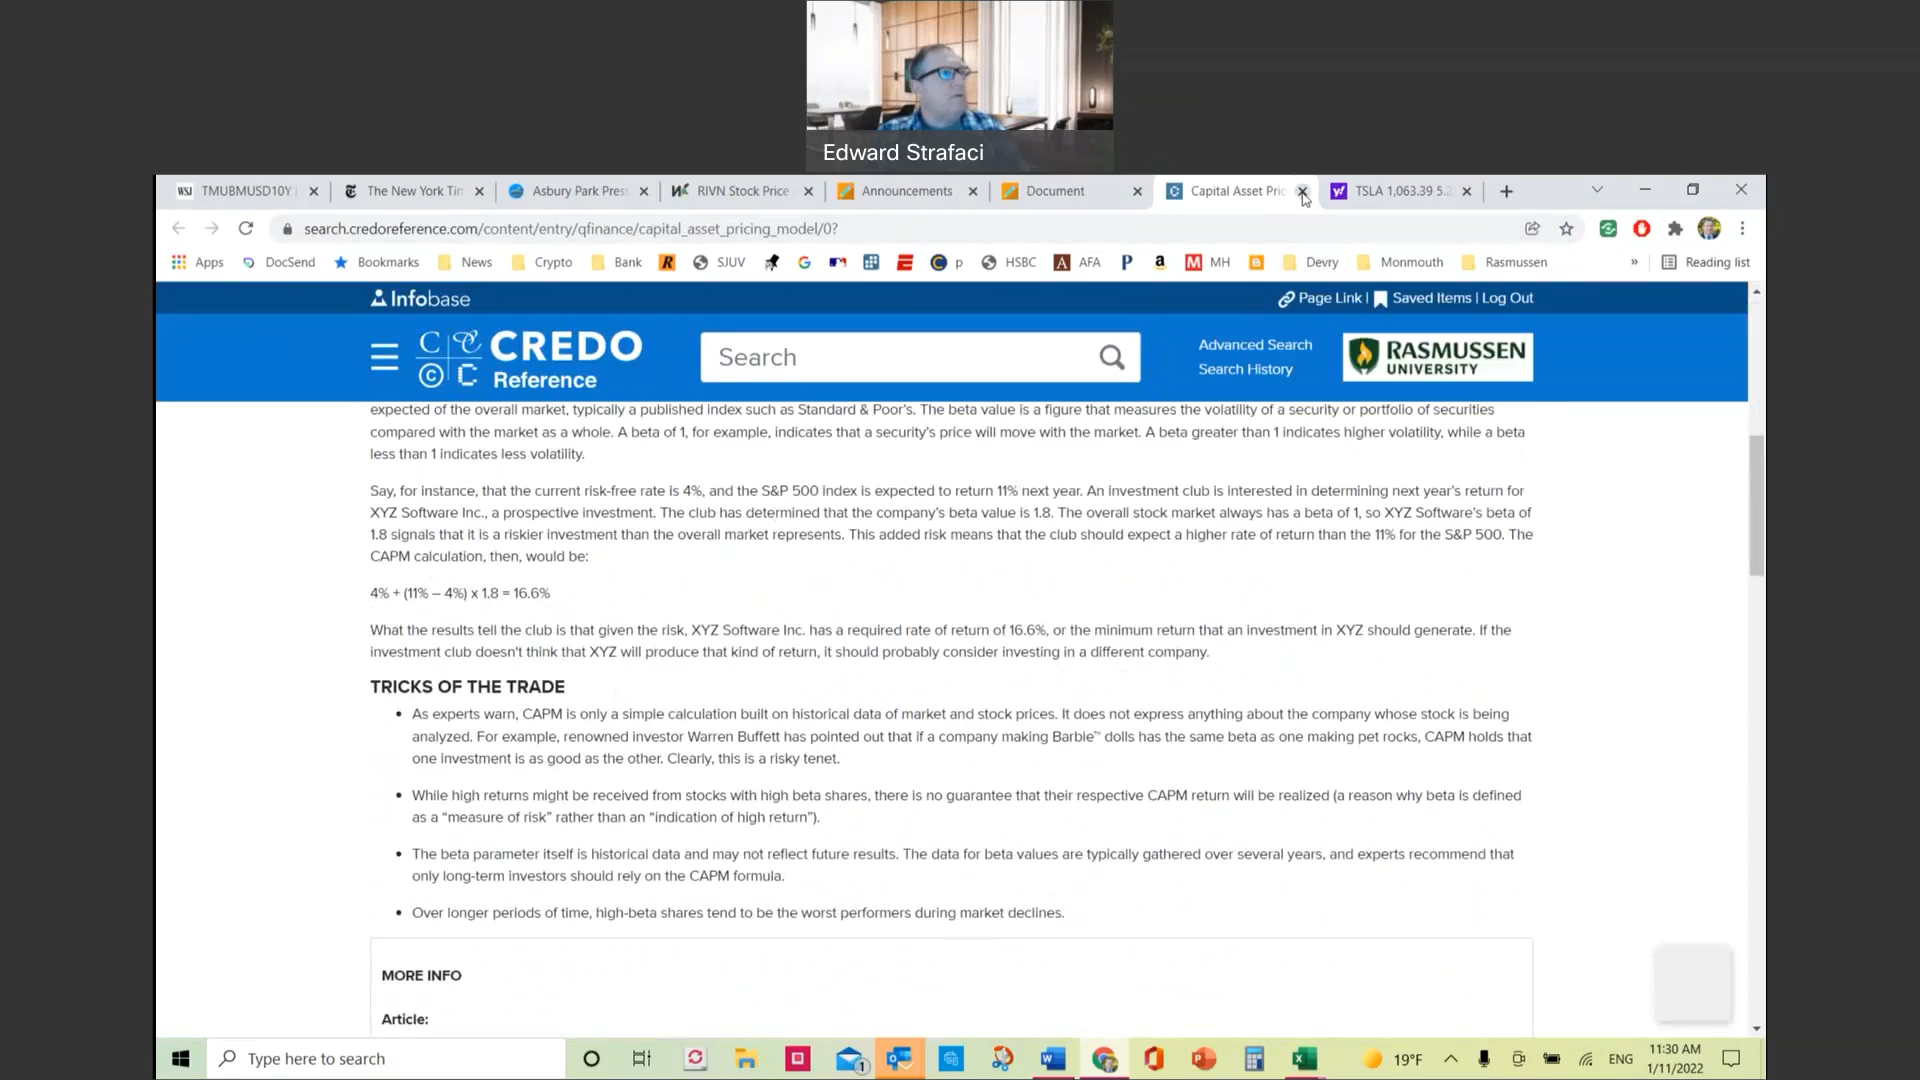 Edward Strafaci
WSJ TMUBMUSD10Y
The New York Tim
Asbury Park Pres
RIVN Stock Price
Announcements
Document
Capital Asset Pric
TSLA 1,063.39 5.2
search.credoreference.com/content/entry/qfinance/capital_asset_pricing_model/0?
Apps DocSend Bookmarks News Crypto Bank R SJUV G C p HSBC A AFA P a M MH Devry Monmouth Rasmussen » Reading list
Infobase
Page Link | Saved Items | Log Out
CREDO
Reference
Search
Advanced Search
Search History
RASMUSSEN
UNIVERSITY
expected of the overall market, typically a published index such as Standard & Poor's. The beta value is a figure that measures the volatility of a security or portfolio of securities
compared with the market as a whole. A beta of 1, for example, indicates that a security's price will move with the market. A beta greater than 1 indicates higher volatility, while a beta
less than 1 indicates less volatility.
Say, for instance, that the current risk-free rate is 4%, and the S&P 500 index is expected to return 11% next year. An investment club is interested in determining next year's return for
XYZ Software Inc., a prospective investment. The club has determined that the company's beta value is 1.8. The overall stock market always has a beta of 1, so XYZ Software's beta of
1.8 signals that it is a riskier investment than the overall market represents. This added risk means that the club should expect a higher rate of return than the 11% for the S&P 500. The
CAPM calculation, then, would be:
4% + (11% – 4%) x 1.8 = 16.6%
What the results tell the club is that given the risk, XYZ Software Inc. has a required rate of return of 16.6%, or the minimum return that an investment in XYZ should generate. If the
investment club doesn't think that XYZ will produce that kind of return, it should probably consider investing in a different company.
TRICKS OF THE TRADE
• As experts warn, CAPM is only a simple calculation built on historical data of market and stock prices. It does not express anything about the company whose stock is being
analyzed. For example, renowned investor Warren Buffett has pointed out that if a company making Barbie™ dolls has the same beta as one making pet rocks, CAPM holds that
one investment is as good as the other. Clearly, this is a risky tenet.
• While high returns might be received from stocks with high beta shares, there is no guarantee that their respective CAPM return will be realized (a reason why beta is defined
as a “measure of risk” rather than an “indication of high return”).
• The beta parameter itself is historical data and may not reflect future results. The data for beta values are typically gathered over several years, and experts recommend that
only long-term investors should rely on the CAPM formula.
• Over longer periods of time, high-beta shares tend to be the worst performers during market declines.
MORE INFO
Article:
Type here to search
19°F
ENG
11:30 AM
1/11/2022